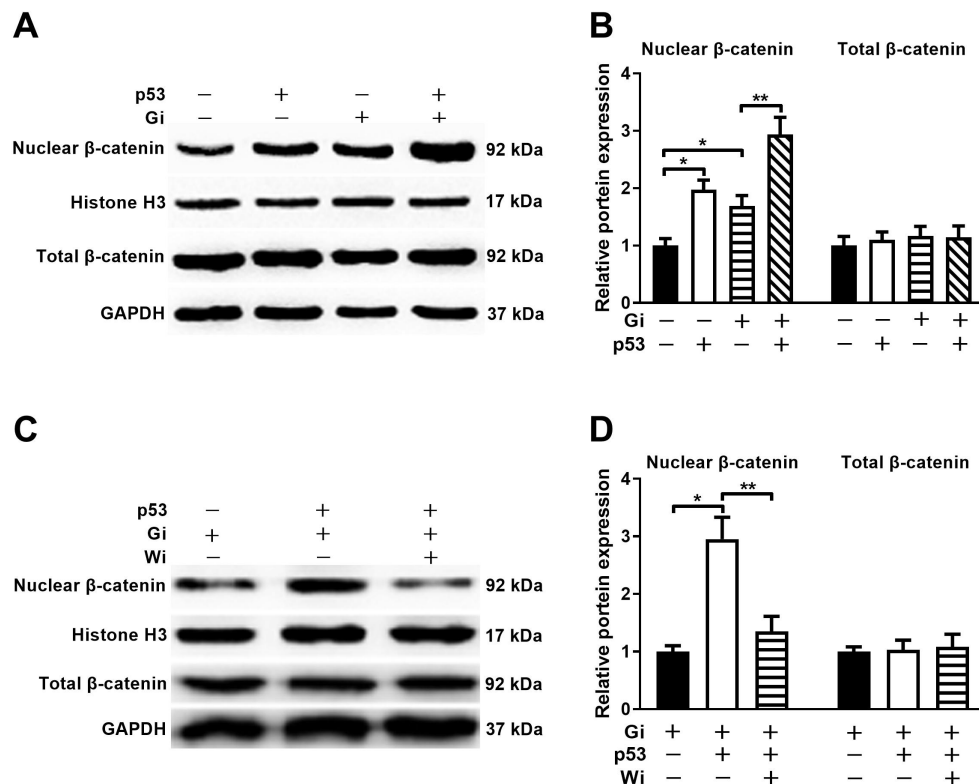 A
p53 − + − +
Gi − − + +
Nuclear β-catenin 92 kDa
Histone H3 17 kDa
Total β-catenin 92 kDa
GAPDH 37 kDa
B
Nuclear β-catenin Total β-catenin
Relative portein expression
4
3
2
1
0
* * **
Gi − − + + − − + +
p53 − + − + − + − +
C
p53 − + +
Gi + + +
Wi − − +
Nuclear β-catenin 92 kDa
Histone H3 17 kDa
Total β-catenin 92 kDa
GAPDH 37 kDa
D
Nuclear β-catenin Total β-catenin
Relative portein expression
4
3
2
1
0
* **
Gi + + + + + +
p53 − + + − + +
Wi − − + − − +